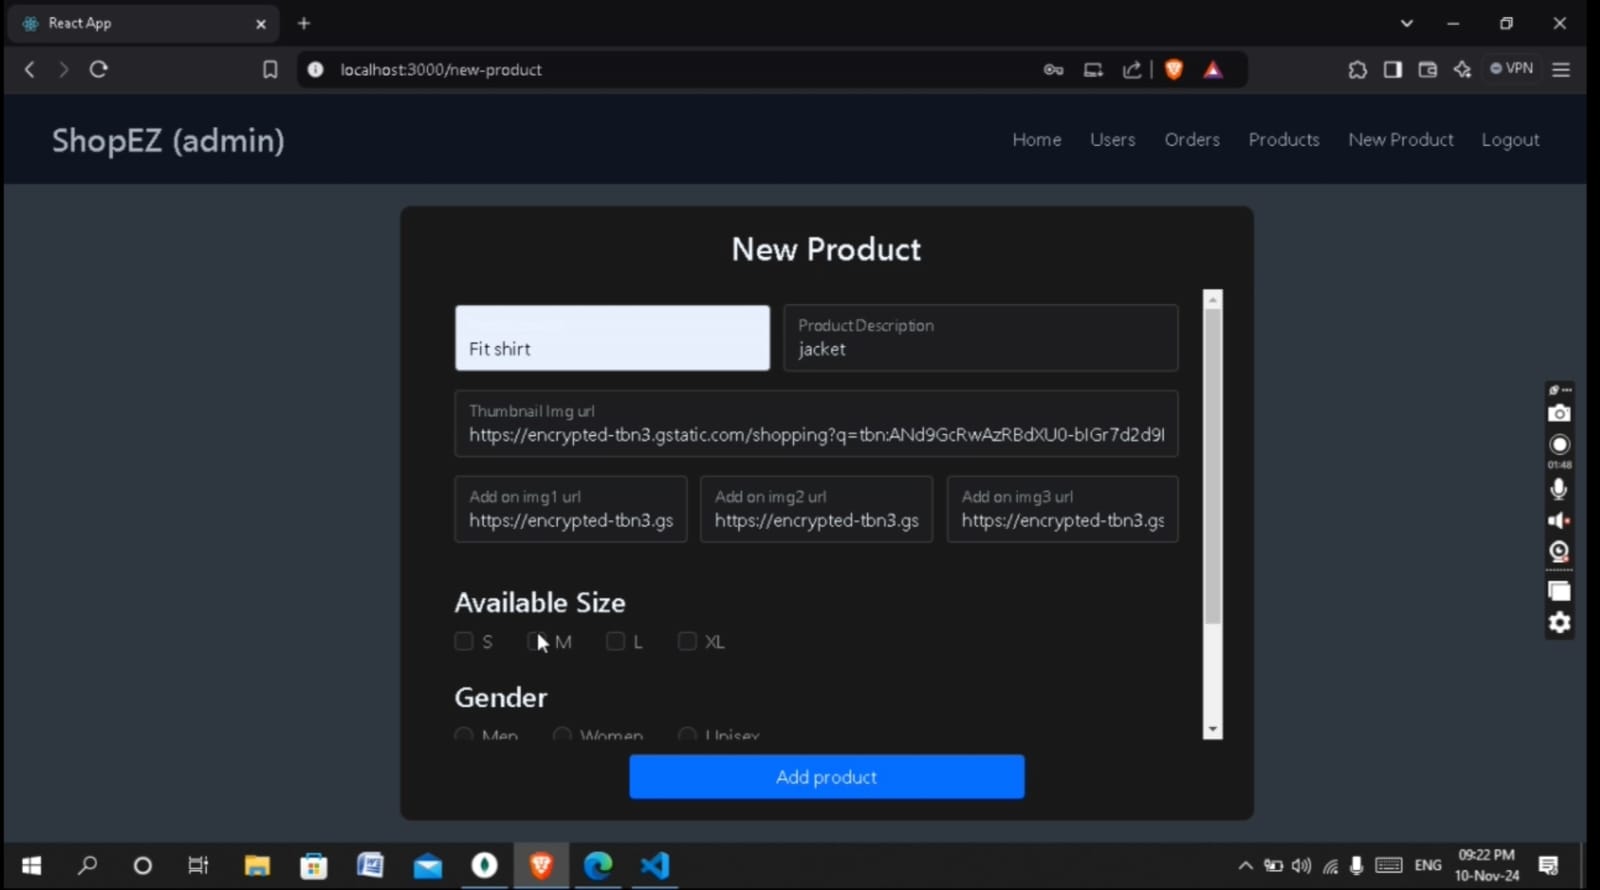 React App
localhost:3000/new-product
VPN
ShopEZ (admin)
Home
Users
Orders
Products
New Product
Logout
New Product
Fit shirt
Product Description
jacket
Thumbnail Img url
https://encrypted-tbn3.gstatic.com/shopping?q=tbn:ANd9GcRwAzRBdXU0-bIGr7d2d9I
Add on img1 url
https://encrypted-tbn3.gs
Add on img2 url
https://encrypted-tbn3.gs
Add on img3 url
https://encrypted-tbn3.gs
Available Size
S
M
L
XL
Gender
Men
Women
Unisex
Add product
01:48
ENG
09:22 PM
10-Nov-24